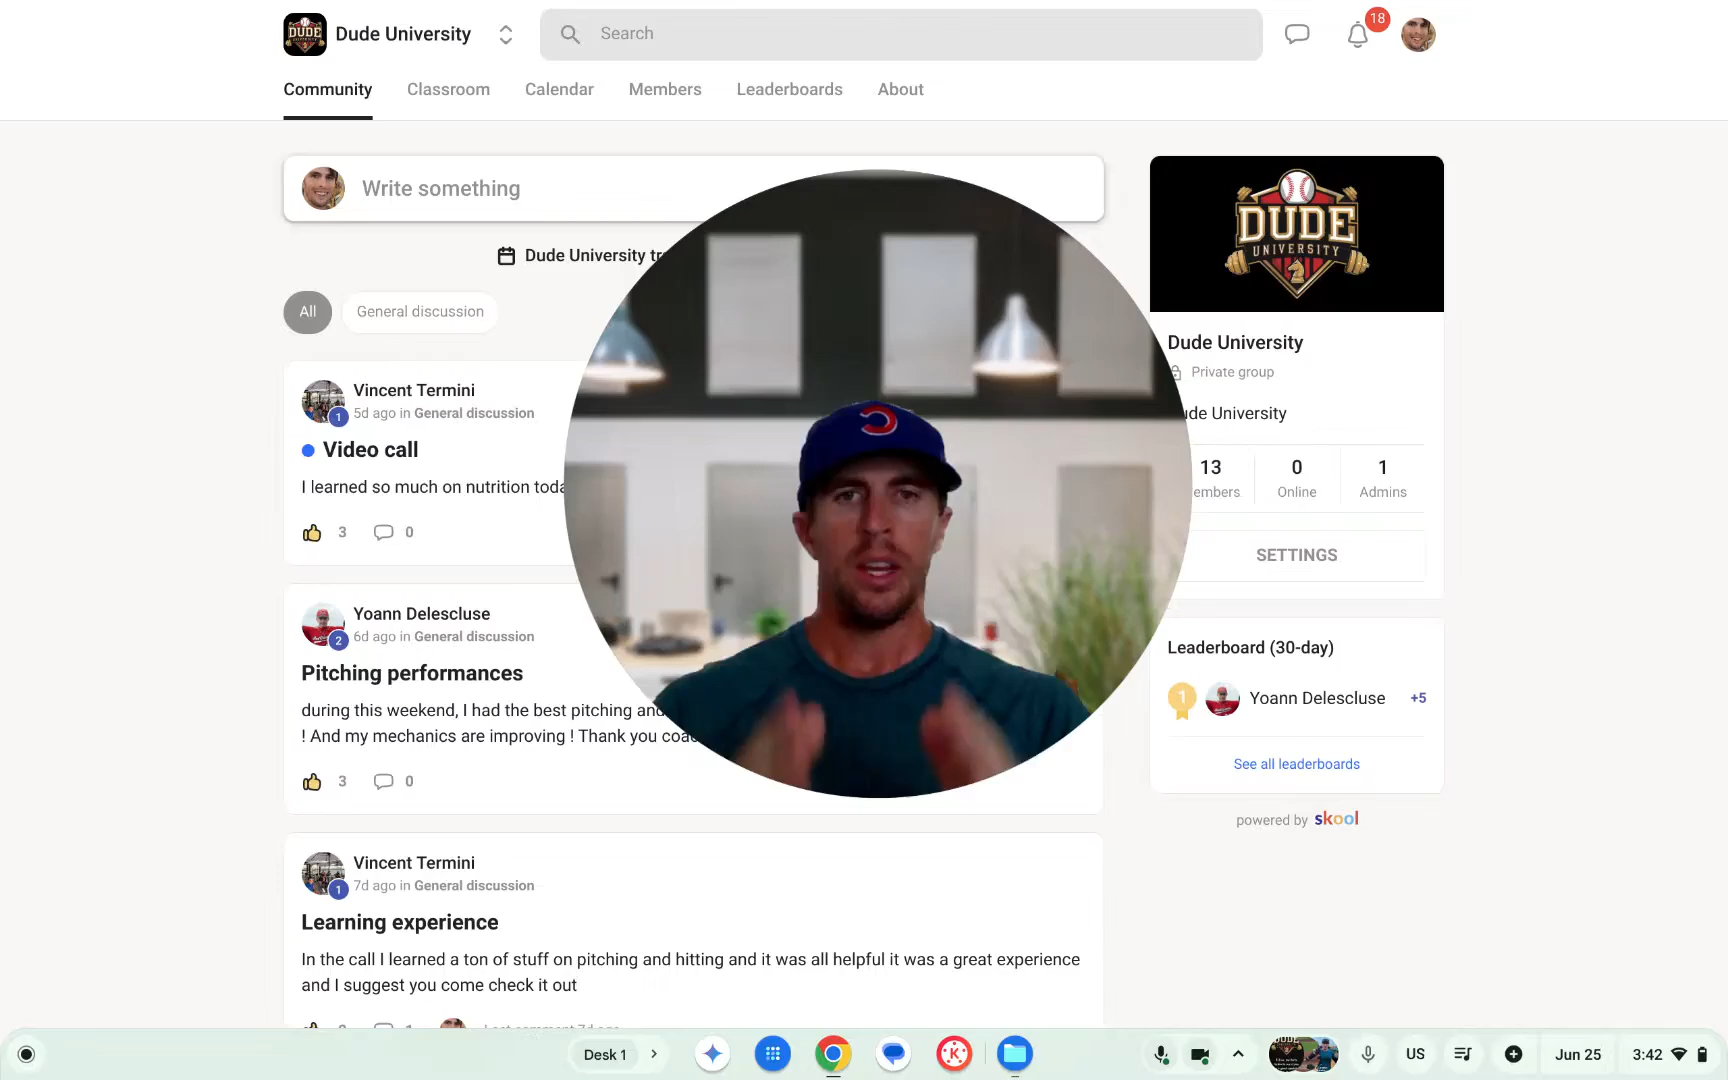 DUDE
UNIVERSITY
Dude University
Search
18
Community
Classroom
Calendar
Members
Leaderboards
About
Write something
Dude University
All
General discussion
Vincent Termini
1
5d ago in General discussion
Video call
I learned so much on nutrition
3
0
Yoann Delescluse
2
6d ago in General discussion
Pitching performances
during this weekend, I had the best pitching
! And my mechanics are improving ! Thank you
3
0
Vincent Termini
1
7d ago in General discussion
Learning experience
In the call I learned a ton of stuff on pitching and hitting and it was all helpful it was a great experience
and I suggest you come check it out
C
DUDE
UNIVERSITY
Dude University
Private group
University
13
0
1
Online
Admins
SETTINGS
Leaderboard (30-day)
1
Yoann Delescluse
+5
See all leaderboards
powered by skool
Desk 1
K
DUDE
US
Jun 25
3:42